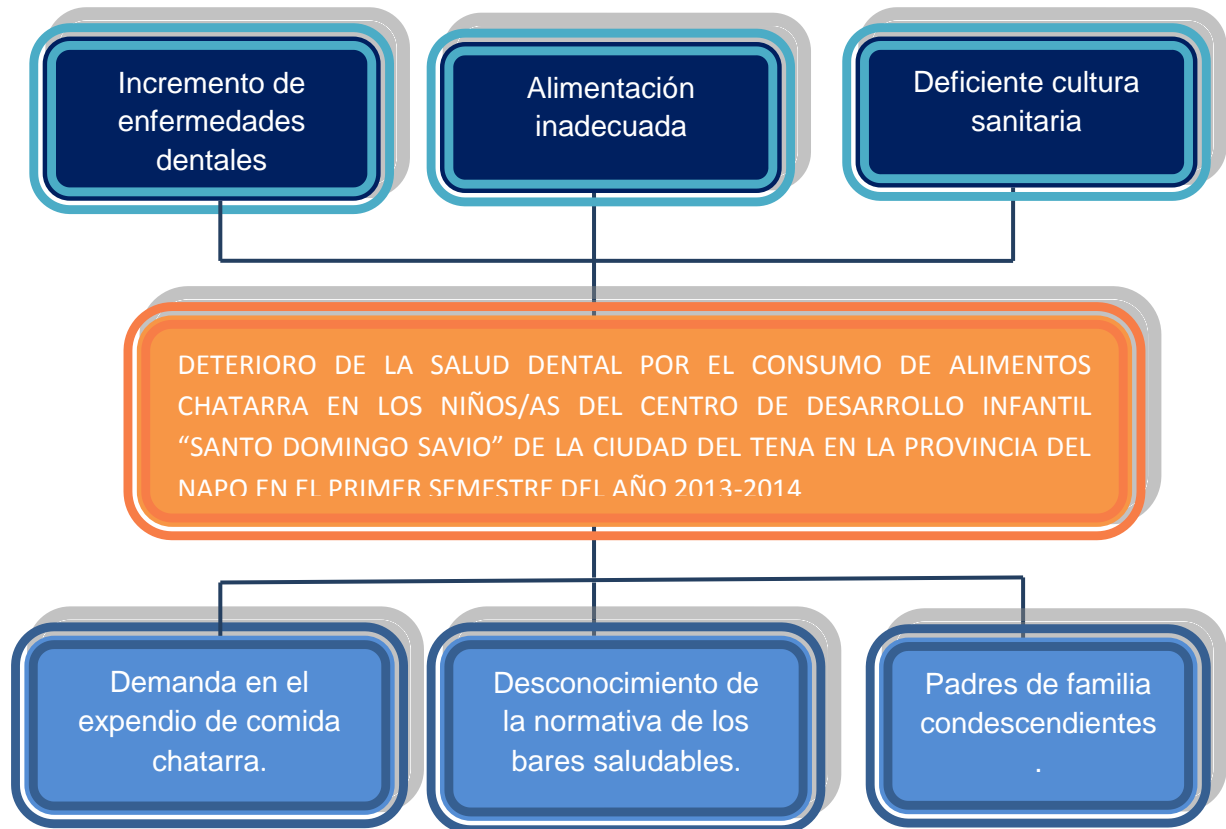 Incremento de
enfermedades
dentales
Alimentación
inadecuada
Deficiente cultura
sanitaria
DETERIORO DE LA SALUD DENTAL POR EL CONSUMO DE ALIMENTOS
CHATARRA EN LOS NIÑOS/AS DEL CENTRO DE DESARROLLO INFANTIL
“SANTO DOMINGO SAVIO” DE LA CIUDAD DEL TENA EN LA PROVINCIA DEL
NAPO EN EL PRIMER SEMESTRE DEL AÑO 2013-2014
Demanda en el
expendio de comida
chatarra.
Desconocimiento de
la normativa de los
bares saludables.
Padres de familia
condescendientes
.